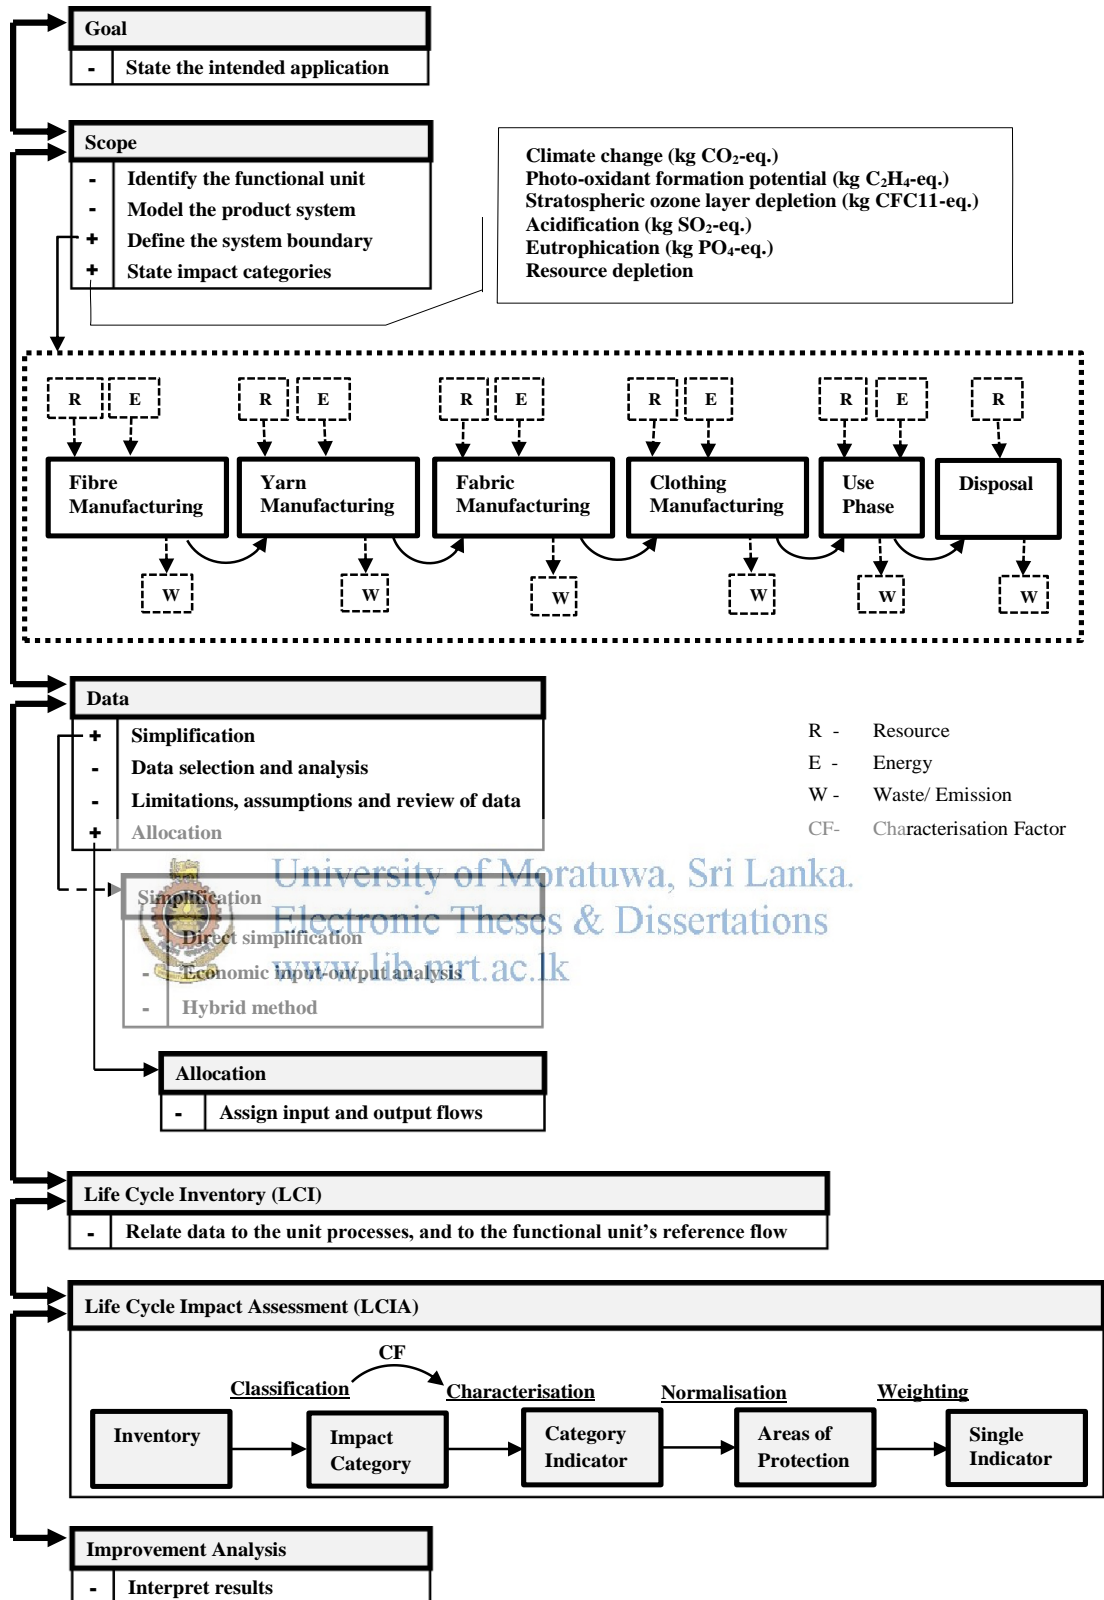 Goal
- State the intended application
Scope
- Identify the functional unit
- Model the product system
+ Define the system boundary
+ State impact categories
Climate change (kg CO₂-eq.)
Photo-oxidant formation potential (kg C₂H₄-eq.)
Stratospheric ozone layer depletion (kg CFC11-eq.)
Acidification (kg SO₂-eq.)
Eutrophication (kg PO₄-eq.)
Resource depletion
R E R E R E R E R E R
Fibre Manufacturing
Yarn Manufacturing
Fabric Manufacturing
Clothing Manufacturing
Use Phase
Disposal
W W W W W W
Data
+ Simplification
- Data selection and analysis
- Limitations, assumptions and review of data
+ Allocation
R - Resource
E - Energy
W - Waste/ Emission
CF- Characterisation Factor
University of Moratuwa, Sri Lanka.
Electronic Theses & Dissertations
www.lib.mrt.ac.lk
Simplification
- Direct simplification
- Economic input-output analysis
- Hybrid method
Allocation
- Assign input and output flows
Life Cycle Inventory (LCI)
- Relate data to the unit processes, and to the functional unit's reference flow
Life Cycle Impact Assessment (LCIA)
CF
Classification Characterisation Normalisation Weighting
Inventory
Impact Category
Category Indicator
Areas of Protection
Single Indicator
Improvement Analysis
- Interpret results